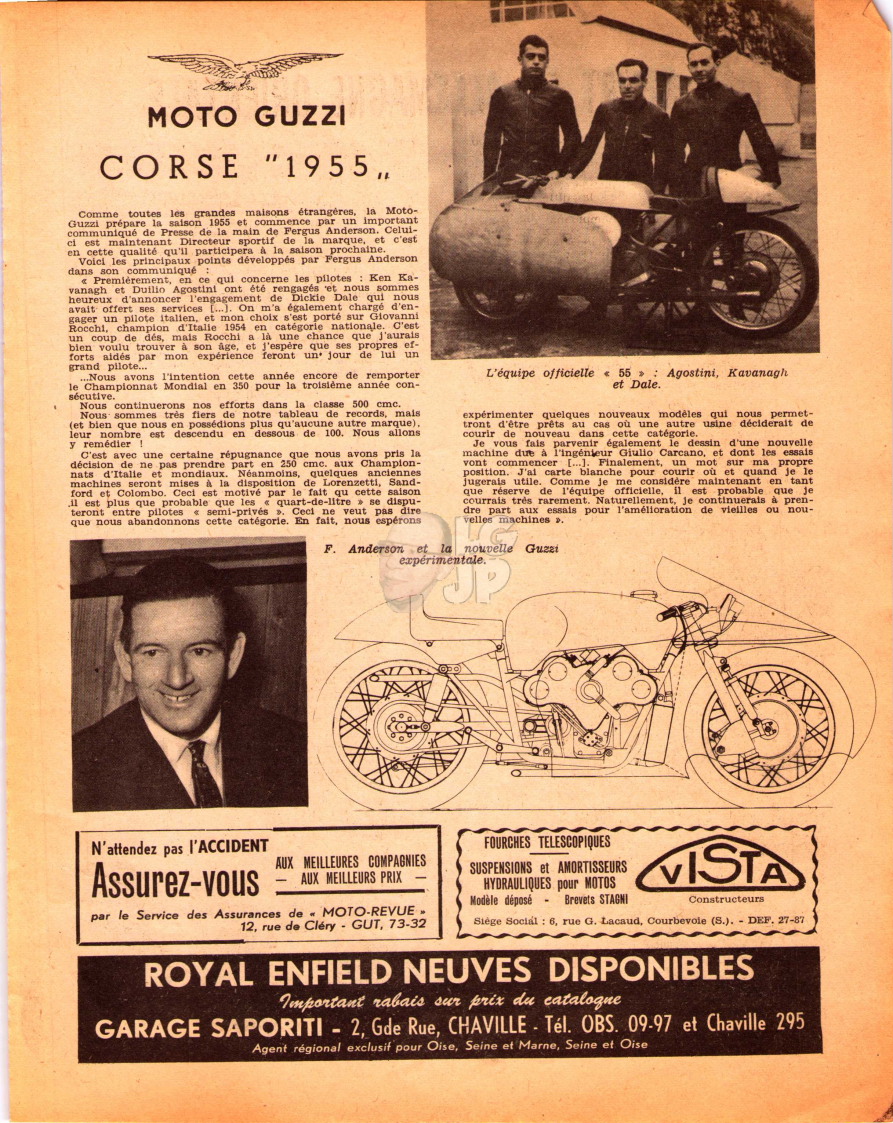 MOTO GUZZI
CORSE "1955„
Comme toutes les grandes maisons étrangères, la Moto-
Guzzi prépare la saison 1955 et commence par un important
communiqué de Presse de la main de Fergus Anderson. Celui-
ci est maintenant Directeur sportif de la marque, et c'est
en cette qualité qu'il participera à la saison prochaine.
Voici les principaux points développés par Fergus Anderson
dans son communiqué :
« Premièrement, en ce qui concerne les pilotes : Ken Ka-
vanagh et Duilio Agostini ont été rengagés et nous sommes
heureux d'annoncer l'engagement de Dickie Dale qui nous
avait offert ses services [...]. On m'a également chargé d'en-
gager un pilote italien, et mon choix s'est porté sur Giovanni
Rocchi, champion d'Italie 1954 en catégorie nationale. C'est
un coup de dés, mais Rocchi a là une chance que j'aurais
bien voulu trouver à son âge, et j'espère que ses propres ef-
forts aidés par mon expérience feront un jour de lui un
grand pilote...
...Nous avons l'intention cette année encore de remporter
le Championnat Mondial en 350 pour la troisième année con-
sécutive.
Nous continuerons nos efforts dans la classe 500 cmc.
Nous sommes très fiers de notre tableau de records, mais
(et bien que nous en possédions plus qu'aucune autre marque),
leur nombre est descendu en dessous de 100. Nous allons
y remédier !
C'est avec une certaine répugnance que nous avons pris la
décision de ne pas prendre part en 250 cmc. aux Champion-
nats d'Italie et mondiaux. Néanmoins, quelques anciennes
machines seront mises à la disposition de Lorenzetti, Sand-
ford et Colombo. Ceci est motivé par le fait qu'cette saison
il est plus que probable que les « quart-de-litre » se dispu-
teront entre pilotes « semi-privés ». Ceci ne veut pas dire
que nous abandonnons cette catégorie. En fait, nous espérons
L'équipe officielle « 55 » : Agostini, Kavanagh
et Dale.
expérimenter quelques nouveaux modèles qui nous permet-
tront d'être prêts au cas où une autre usine déciderait de
courir de nouveau dans cette catégorie.
Je vous fais parvenir également le dessin d'une nouvelle
machine due à l'ingénieur Giulio Carcano, et dont les essais
vont commencer [...]. Finalement, un mot sur ma propre
position. J'ai carte blanche pour courir où et quand je le
jugerais utile. Comme je me considère maintenant en tant
que réserve de l'équipe officielle, il est probable que je
courrais très rarement. Naturellement, je continuerais à pren-
dre part aux essais pour l'amélioration de vieilles ou nou-
velles machines ».
F. Anderson et la nouvelle Guzzi
expérimentale.
LG
JP
N'attendez pas l'ACCIDENT
Assurez-vous
AUX MEILLEURES COMPAGNIES
— AUX MEILLEURS PRIX —
par le Service des Assurances de « MOTO-REVUE »
12, rue de Cléry - GUT, 73-32
FOURCHES TELESCOPIQUES
SUSPENSIONS et AMORTISSEURS
HYDRAULIQUES pour MOTOS
Modèle déposé - Brevets STAGNI
VISTA
Constructeurs
Siège Social : 6, rue G. Lacaud, Courbevoie (S.). - DEF. 27-87
ROYAL ENFIELD NEUVES DISPONIBLES
Important rabais sur prix du catalogue
GARAGE SAPORITI – 2, Gde Rue, CHAVILLE - Tél. OBS. 09-97 et Chaville 295
Agent régional exclusif pour Oise, Seine et Marne, Seine et Oise